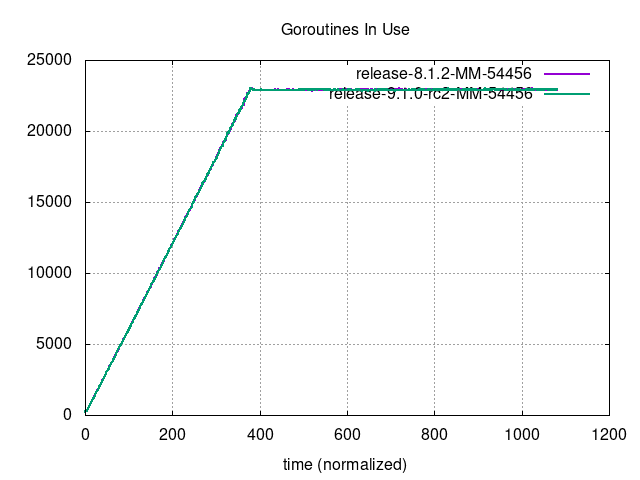 Goroutines In Use
25000
20000
15000
10000
5000
0
release-8.1.2-MM-54456
release-9.1.0-rc2-MM-54456
0 200 400 600 800 1000 1200
time (normalized)